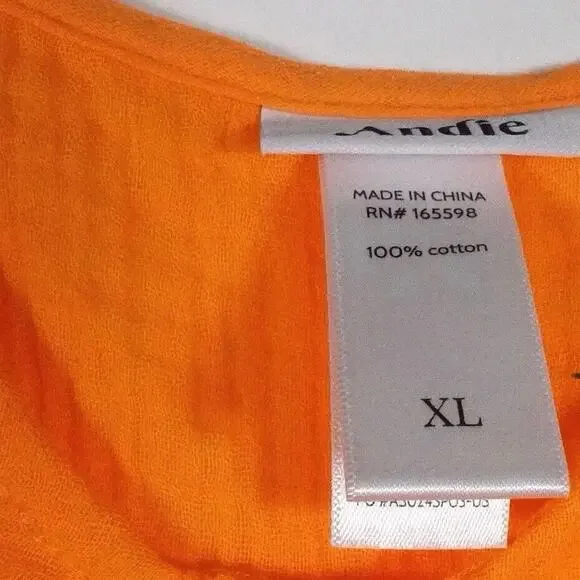 Andie
MADE IN CHINA
RN# 165598
100% cotton
XL